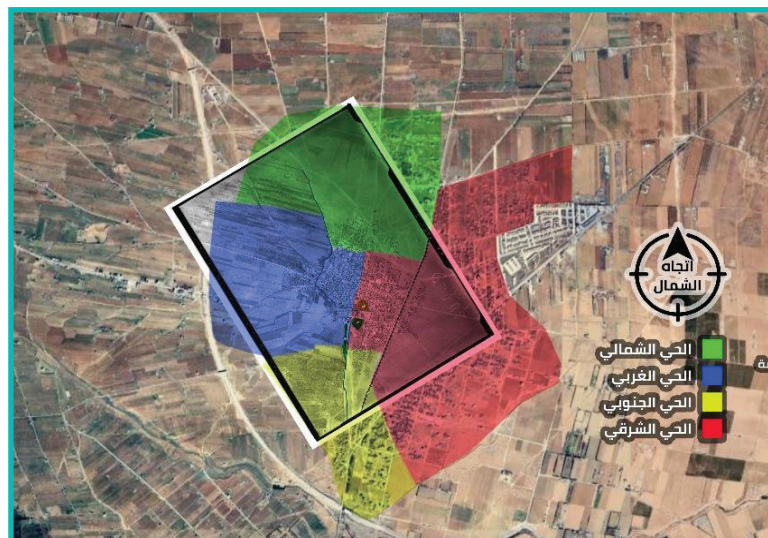 اتجاه
الشمال
الحي الشمالي
الحي الغربي
الحي الجنوبي
الحي الشرقي